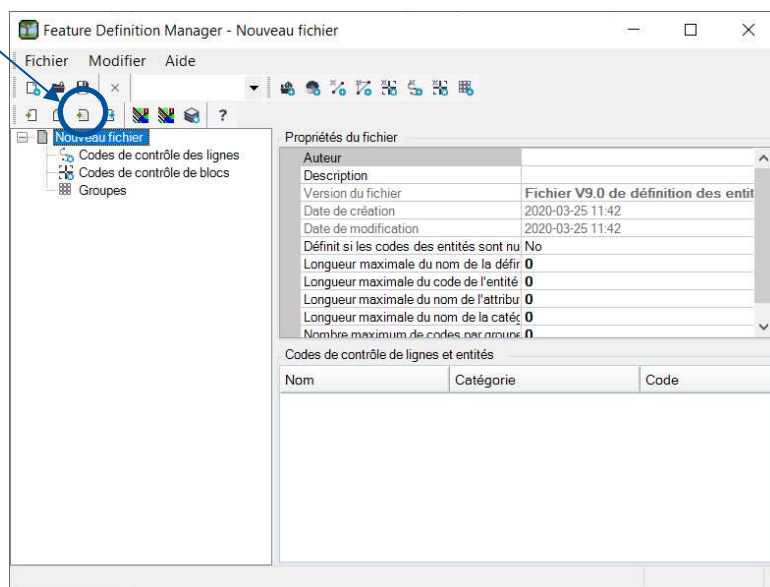 Feature Definition Manager - Nouveau fichier
Fichier Modifier Aide
?
Nouveau fichier
Codes de contrôle des lignes
Codes de contrôle de blocs
Groupes
Propriétés du fichier
Auteur
Description
Version du fichier Fichier V9.0 de définition des entit
Date de création 2020-03-25 11:42
Date de modification 2020-03-25 11:42
Définit si les codes des entités sont nu No
Longueur maximale du nom de la défir 0
Longueur maximale du code de l'entité 0
Longueur maximale du nom de l'attribu 0
Longueur maximale du nom de la catég 0
Nombre maximum de codes par groupe 0
Codes de contrôle de lignes et entités
Nom Catégorie Code